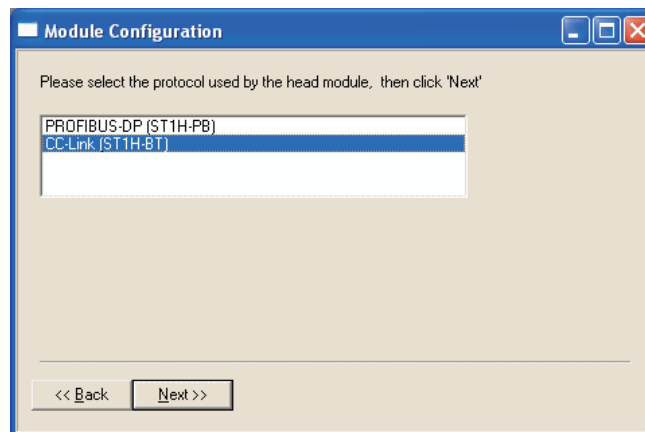 Module Configuration
Please select the protocol used by the head module, then click 'Next'
PROFIBUS-DP (ST1H-PB)
CC-Link (ST1H-BT)
<< Back
Next >>